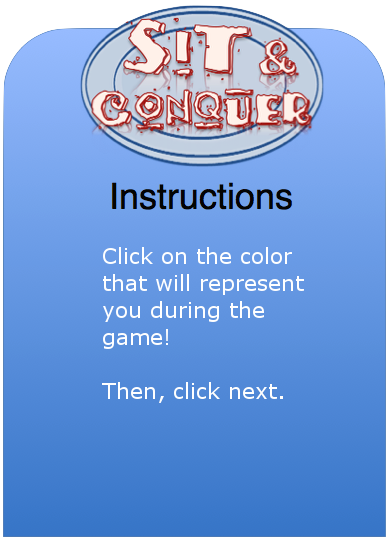 SiT &
CONQUER
Instructions
Click on the color
that will represent
you during the
game!
Then, click next.